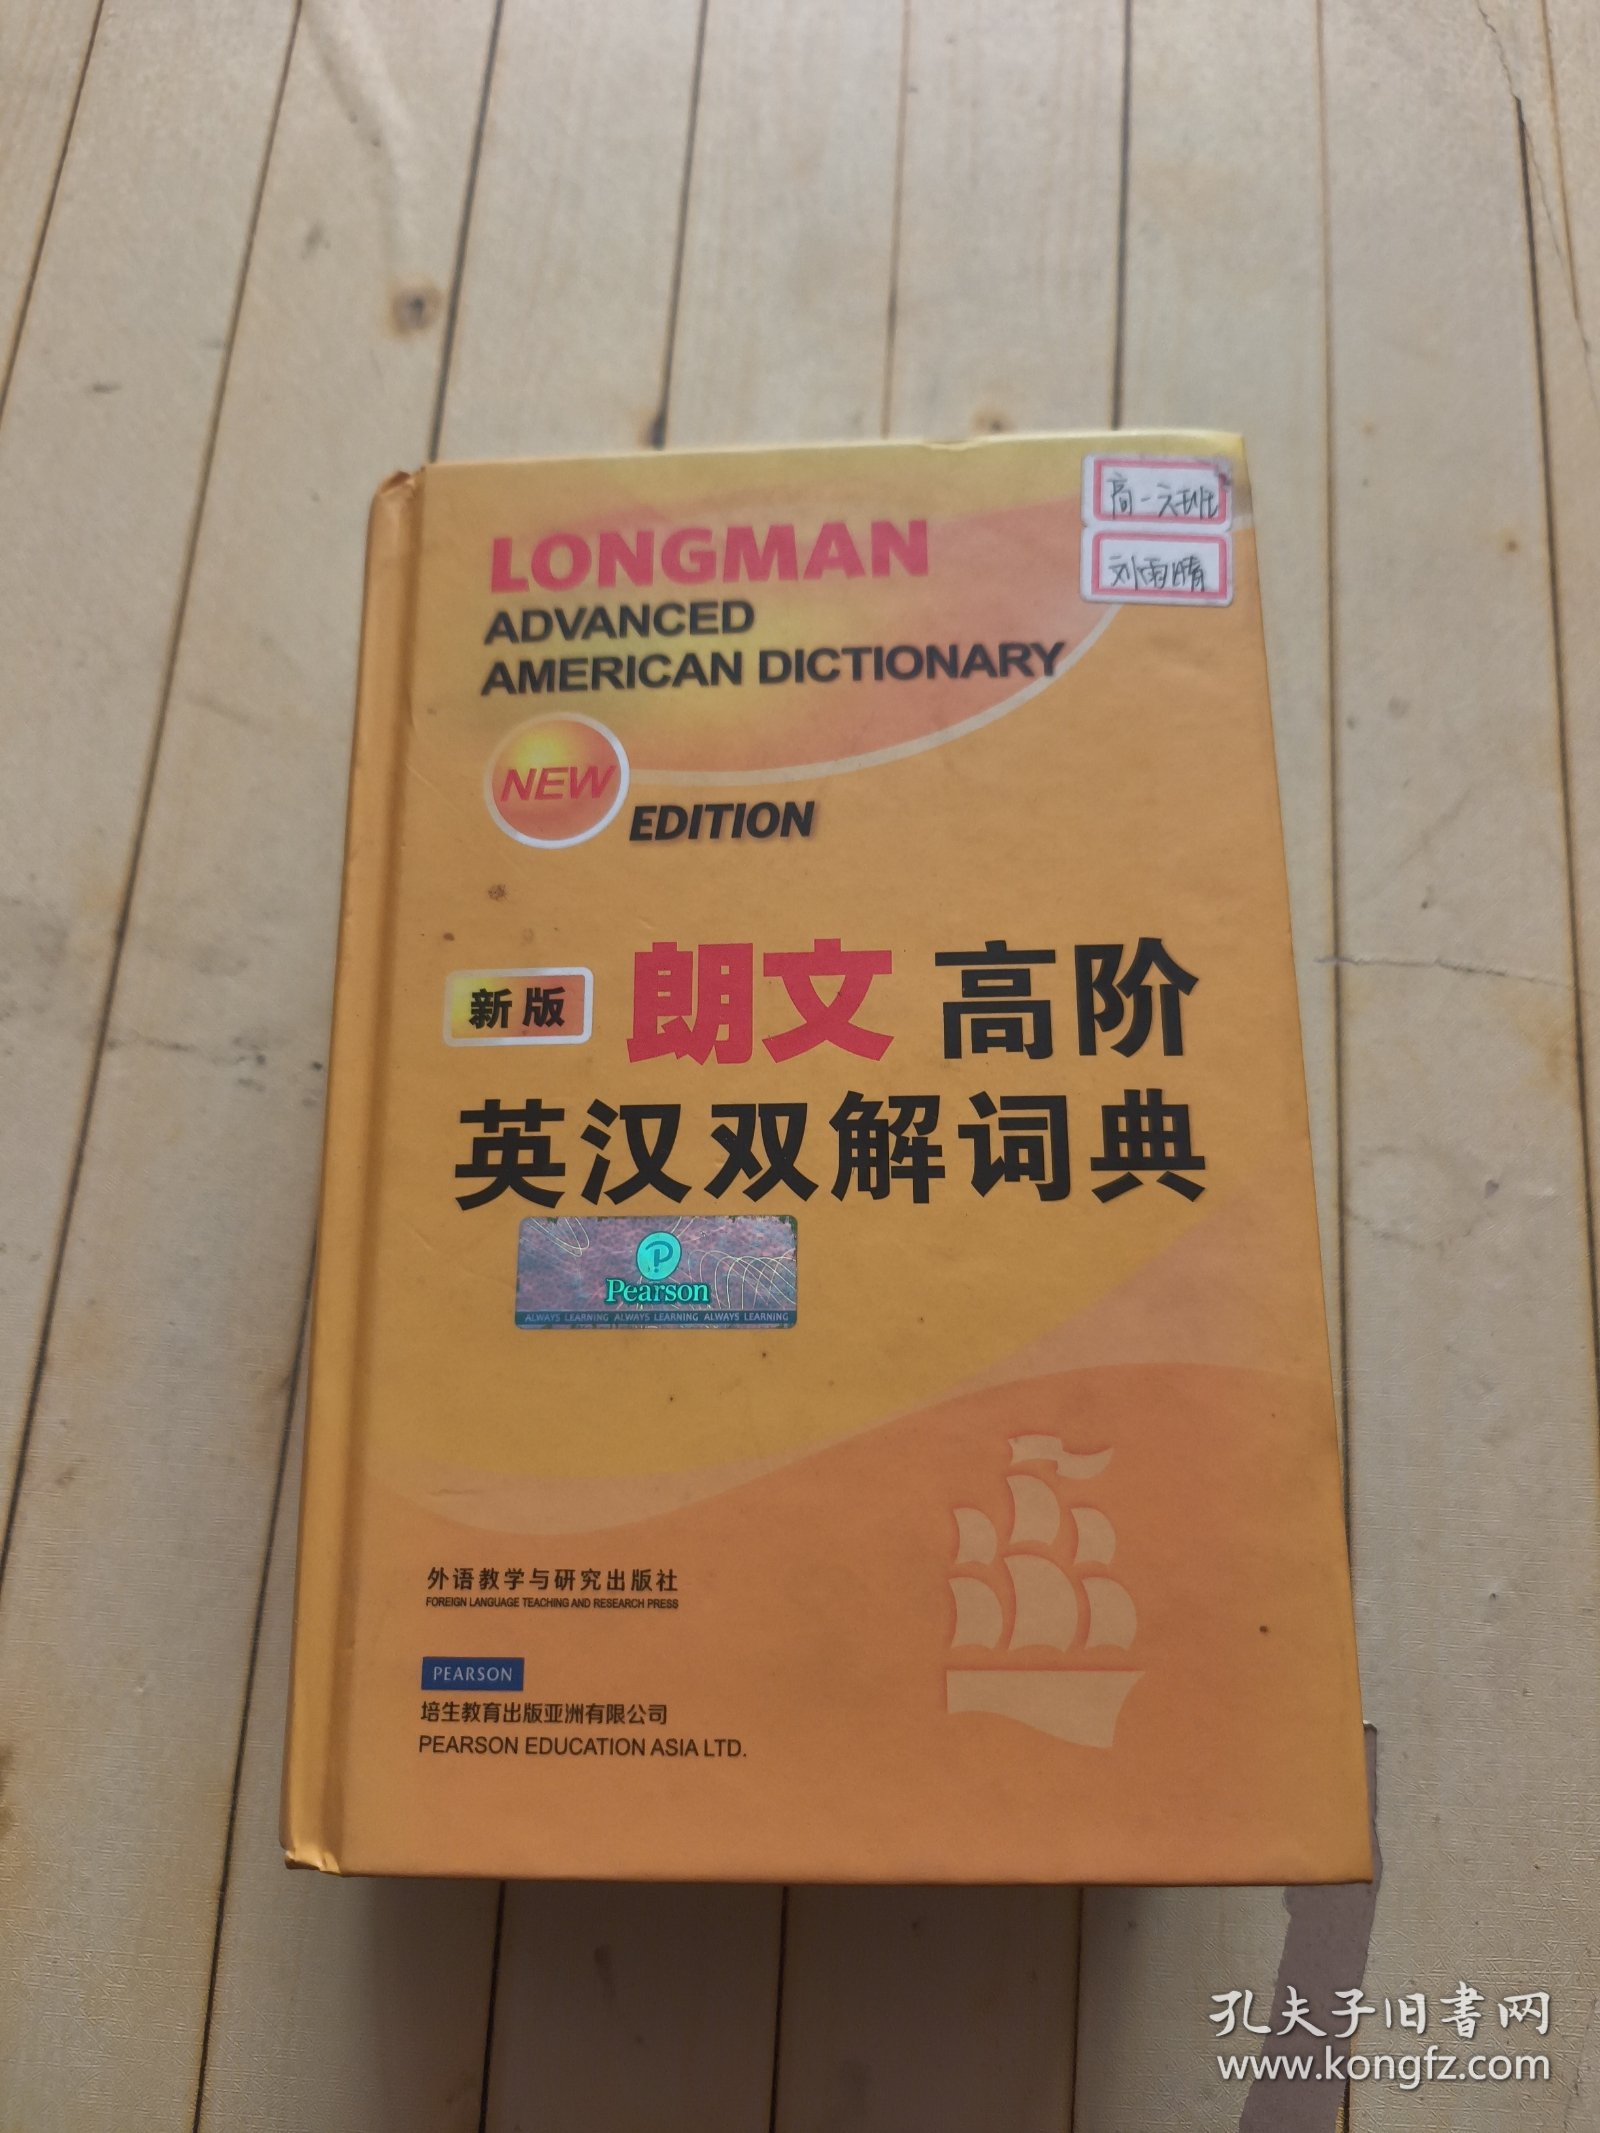 高一六班
刘雨晴
LONGMAN
ADVANCED
AMERICAN DICTIONARY
NEW
EDITION
新版 朗文 高阶
英汉双解词典
Pearson
ALWAYS LEARNING ALWAYS LEARNING ALWAYS LEARNING
外语教学与研究出版社
FOREIGN LANGUAGE TEACHING AND RESEARCH PRESS
PEARSON
培生教育出版亚洲有限公司
PEARSON EDUCATION ASIA LTD.
孔夫子旧书网
www.kongfz.com